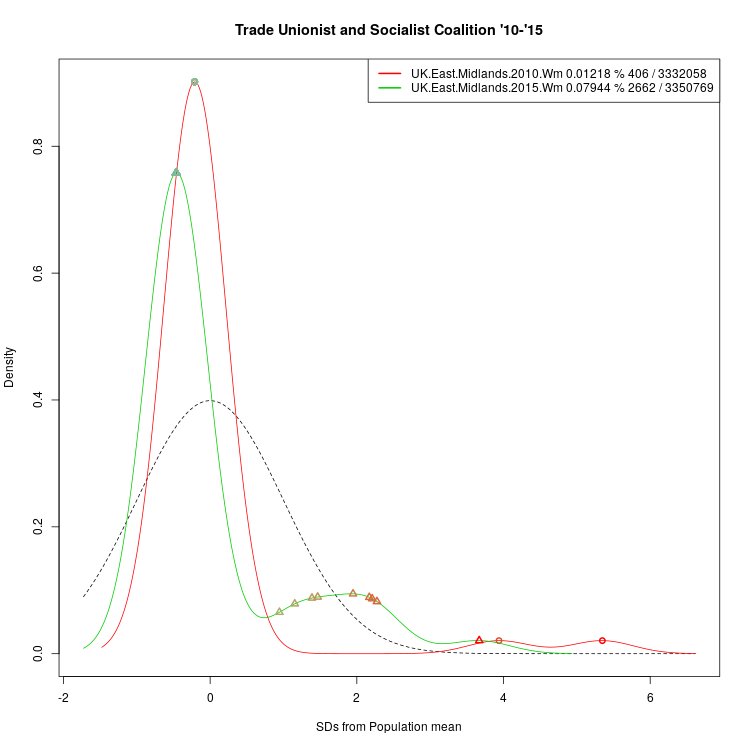 Trade Unionist and Socialist Coalition '10-'15
UK.East.Midlands.2010.Wm 0.01218 % 406 / 3332058
UK.East.Midlands.2015.Wm 0.07944 % 2662 / 3350769
Density
0.8
0.6
0.4
0.2
0.0
-2 0 2 4 6
SDs from Population mean